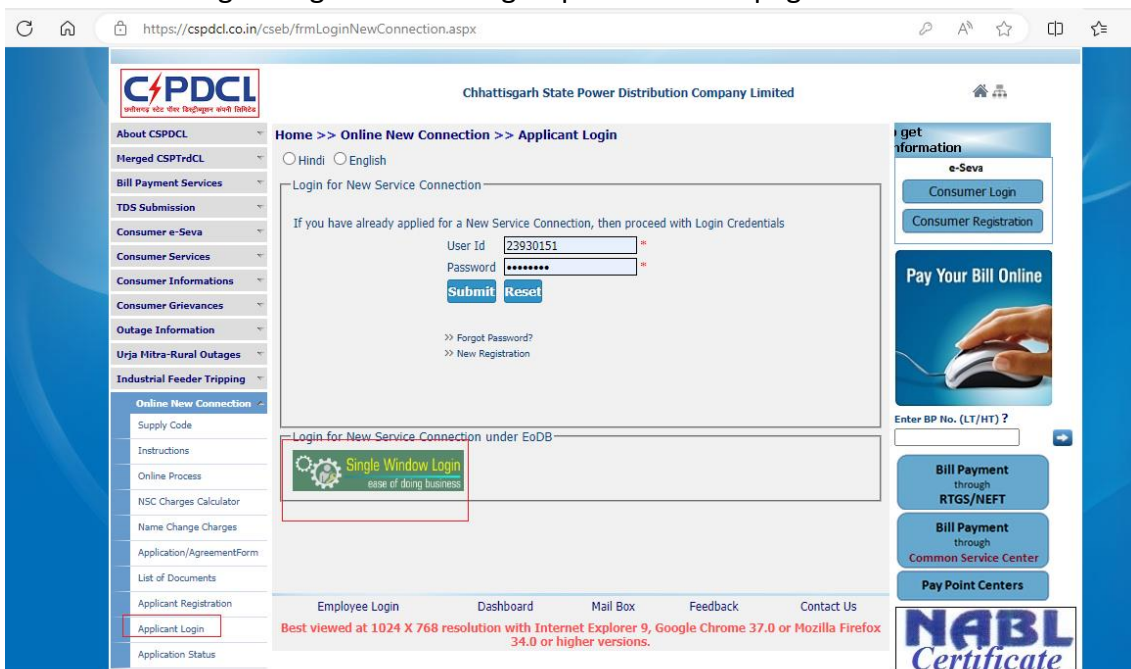 https://cspdcl.co.in/cseb/frmLoginNewConnection.aspx
CSPDCL
छत्तीसगढ़ स्टेट पॉवर डिस्ट्रीब्यूशन कंपनी लिमिटेड
Chhattisgarh State Power Distribution Company Limited
About CSPDCL
Merged CSPTrdCL
Bill Payment Services
TDS Submission
Consumer e-Seva
Consumer Services
Consumer Informations
Consumer Grievances
Outage Information
Urja Mitra-Rural Outages
Industrial Feeder Tripping
Online New Connection
Supply Code
Instructions
Online Process
NSC Charges Calculator
Name Change Charges
Application/AgreementForm
List of Documents
Applicant Registration
Applicant Login
Application Status
Home >> Online New Connection >> Applicant Login
Hindi English
Login for New Service Connection
If you have already applied for a New Service Connection, then proceed with Login Credentials
User Id 23930151 *
Password •••••••• *
Submit Reset
>> Forgot Password?
>> New Registration
Login for New Service Connection under EoDB
Single Window Login
ease of doing business
Employee Login Dashboard Mail Box Feedback Contact Us
Best viewed at 1024 X 768 resolution with Internet Explorer 9, Google Chrome 37.0 or Mozilla Firefox
34.0 or higher versions.
get
nformation
e-Seva
Consumer Login
Consumer Registration
Pay Your Bill Online
Enter BP No. (LT/HT) ?
Bill Payment
through
RTGS/NEFT
Bill Payment
through
Common Service Center
Pay Point Centers
NABL
Certificate